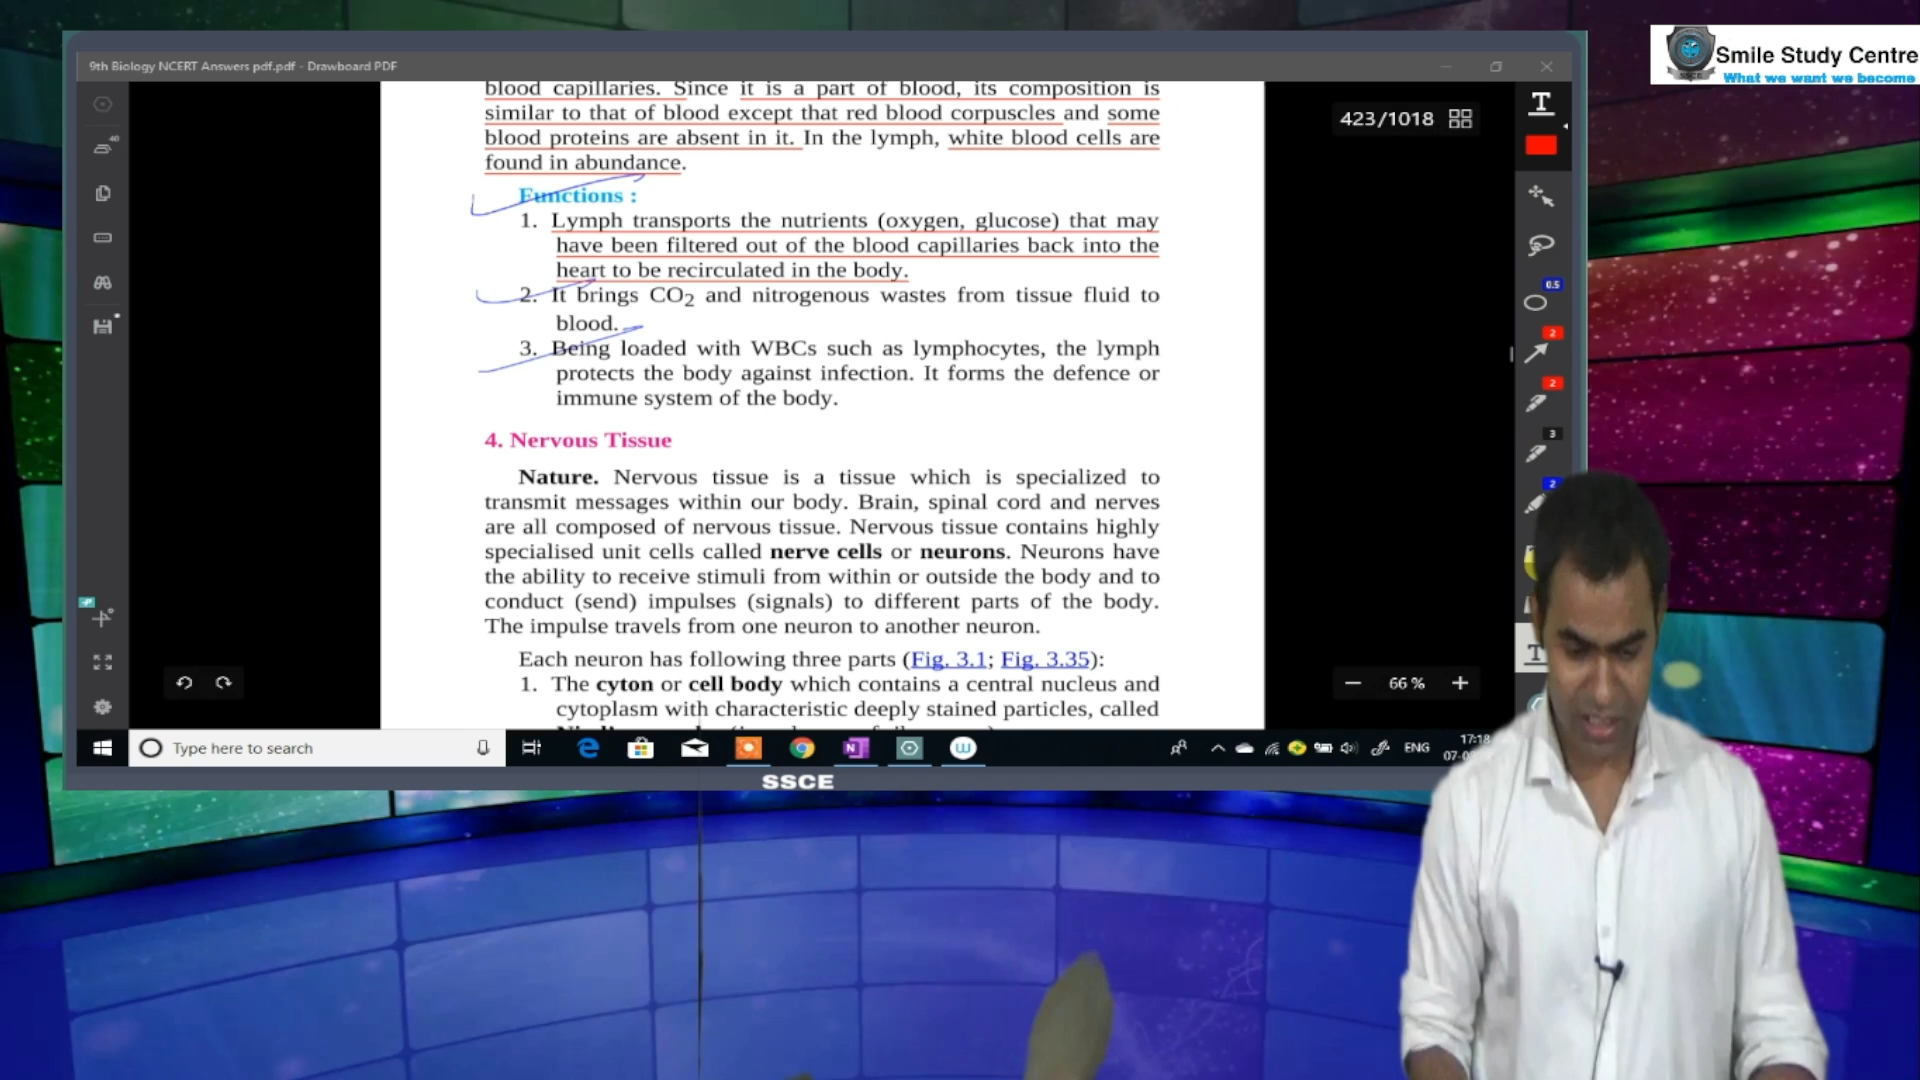 Smile Study Centre
What we want we become
SSCE
9th Biology NCERT Answers pdf.pdf - Drawboard PDF
40
blood capillaries. Since it is a part of blood, its composition is
similar to that of blood except that red blood corpuscles and some
blood proteins are absent in it. In the lymph, white blood cells are
found in abundance.
Functions :
1. Lymph transports the nutrients (oxygen, glucose) that may
have been filtered out of the blood capillaries back into the
heart to be recirculated in the body.
2. It brings CO2 and nitrogenous wastes from tissue fluid to
blood.
3. Being loaded with WBCs such as lymphocytes, the lymph
protects the body against infection. It forms the defence or
immune system of the body.
4. Nervous Tissue
Nature. Nervous tissue is a tissue which is specialized to
transmit messages within our body. Brain, spinal cord and nerves
are all composed of nervous tissue. Nervous tissue contains highly
specialised unit cells called nerve cells or neurons. Neurons have
the ability to receive stimuli from within or outside the body and to
conduct (send) impulses (signals) to different parts of the body.
The impulse travels from one neuron to another neuron.
Each neuron has following three parts (Fig. 3.1; Fig. 3.35):
1. The cyton or cell body which contains a central nucleus and
cytoplasm with characteristic deeply stained particles, called
423/1018
T
0.5
2
2
3
2
T
66 %
Type here to search
ENG
17:18
SSCE